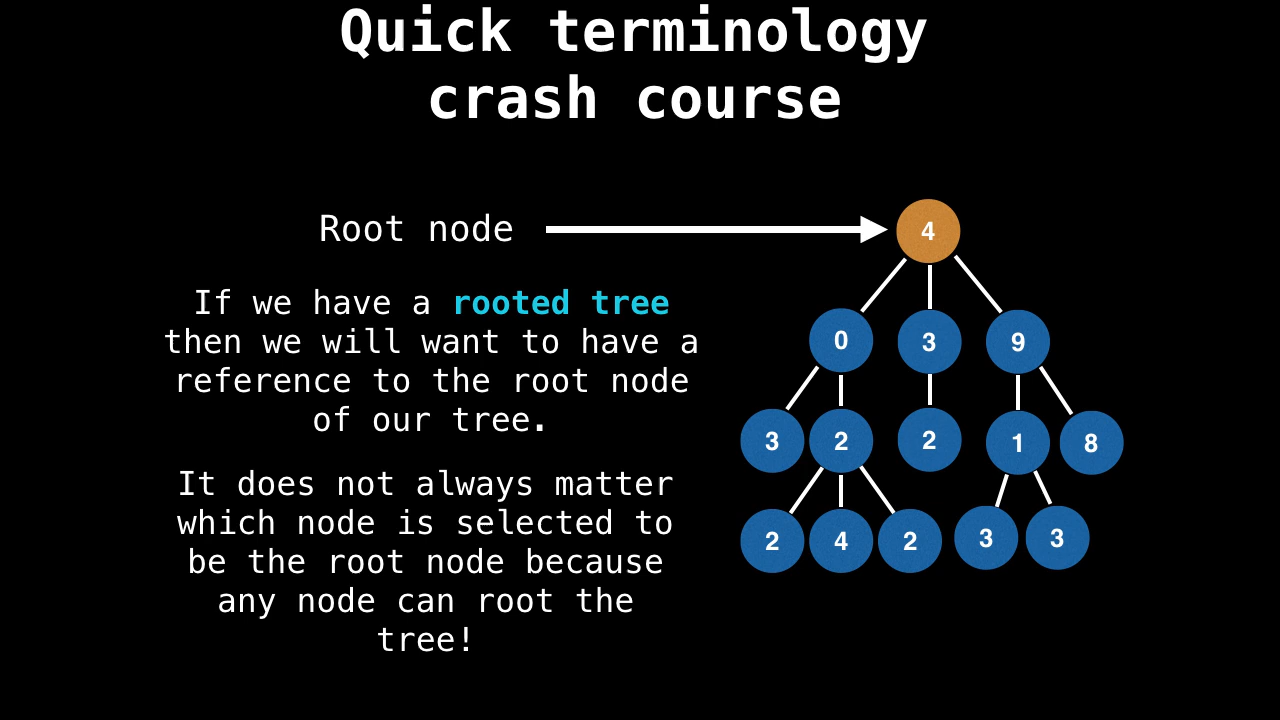 Quick terminology
crash course
Root node
If we have a rooted tree
then we will want to have a
reference to the root node
of our tree.
It does not always matter
which node is selected to
be the root node because
any node can root the
tree!
4
0 3 9
3 2 2 1 8
2 4 2 3 3